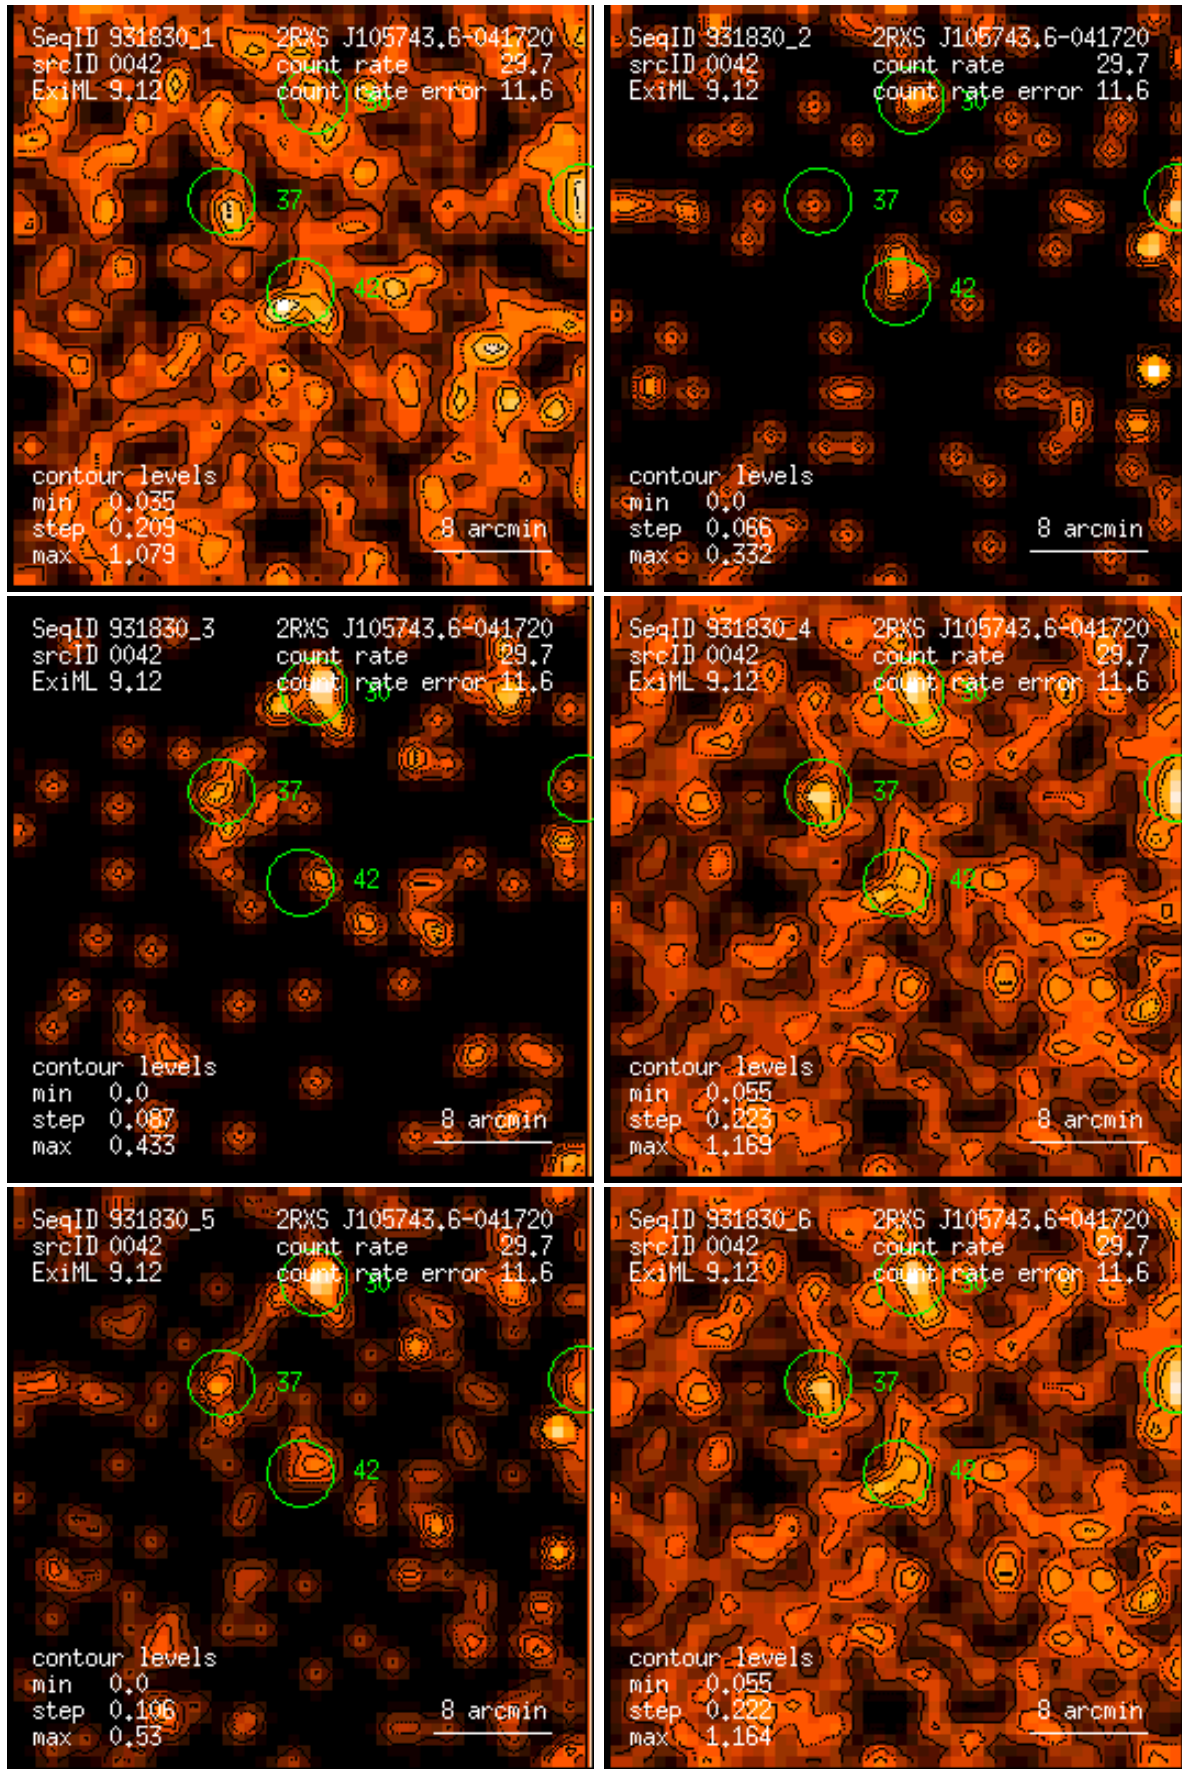 SeqID 931830_1 2RXS J105743.6-041720
srcID 0042 count rate 29.7
ExiML 9.12 count rate error 11.6
30
37
42
contour levels
min 0.035
step 0.209 8 arcmin
max 1.079
SeqID 931830_2 2RXS J105743.6-041720
srcID 0042 count rate 29.7
ExiML 9.12 count rate error 11.6
30
37
42
contour levels
min 0.0
step 0.066 8 arcmin
max 0.332
SeqID 931830_3 2RXS J105743.6-041720
srcID 0042 count rate 29.7
ExiML 9.12 count rate error 11.6
30
37
42
contour levels
min 0.0
step 0.087 8 arcmin
max 0.433
SeqID 931830_4 2RXS J105743.6-041720
srcID 0042 count rate 29.7
ExiML 9.12 count rate error 11.6
30
37
42
contour levels
min 0.055
step 0.223 8 arcmin
max 1.169
SeqID 931830_5 2RXS J105743.6-041720
srcID 0042 count rate 29.7
ExiML 9.12 count rate error 11.6
30
37
42
contour levels
min 0.0
step 0.106 8 arcmin
max 0.53
SeqID 931830_6 2RXS J105743.6-041720
srcID 0042 count rate 29.7
ExiML 9.12 count rate error 11.6
30
37
42
contour levels
min 0.055
step 0.222 8 arcmin
max 1.164